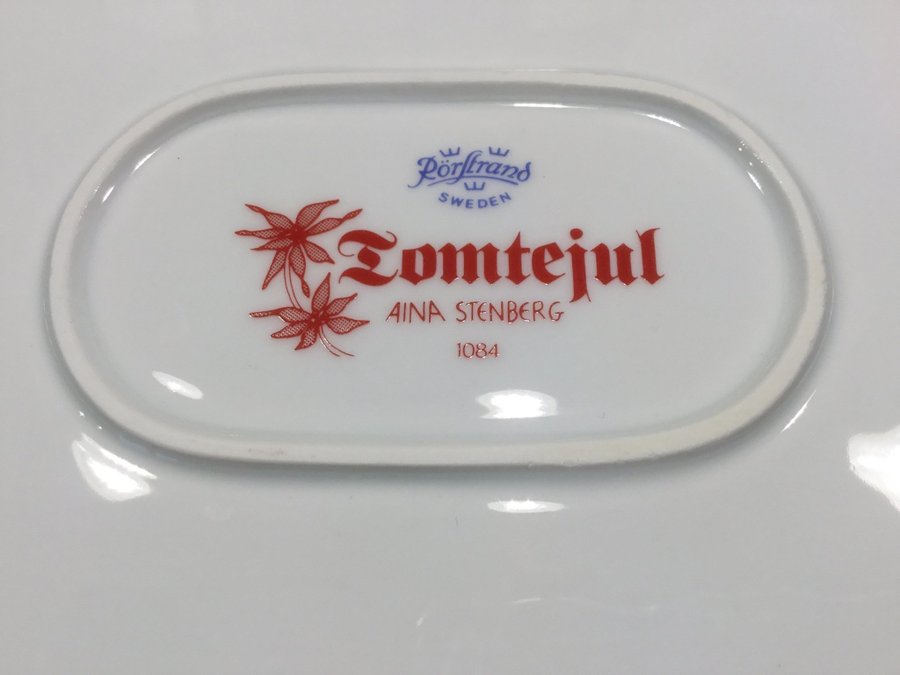 Rörstrand
SWEDEN
Tomtejul
AINA STENBERG
1084